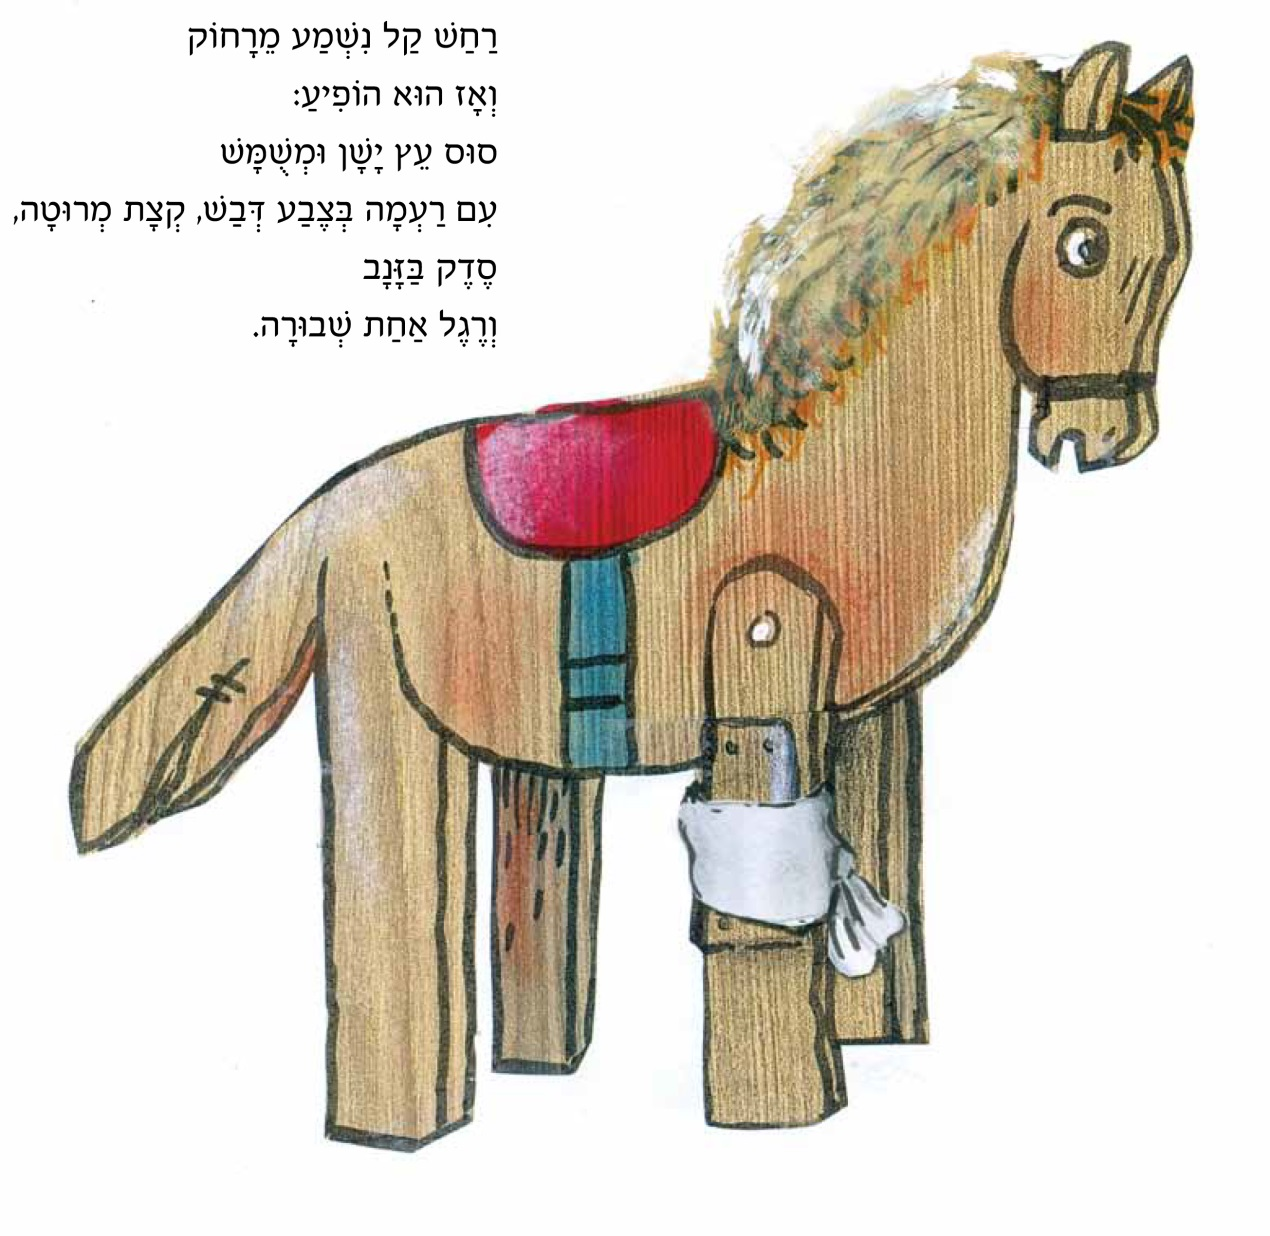 רַחַשׁ קַל נִשְׁמַע מֵרָחוֹק
וְאָז הוּא הוֹפִיעַ:
סוּס עֵץ יָשָׁן וּמְשֻׁמָּשׁ
עִם רַעְמָה בְּצֶבַע דְּבַשׁ, קְצָת מְרוּטָה,
סֶדֶק בַּזָּנָב
וְרֶגֶל אַחַת שְׁבוּרָה.